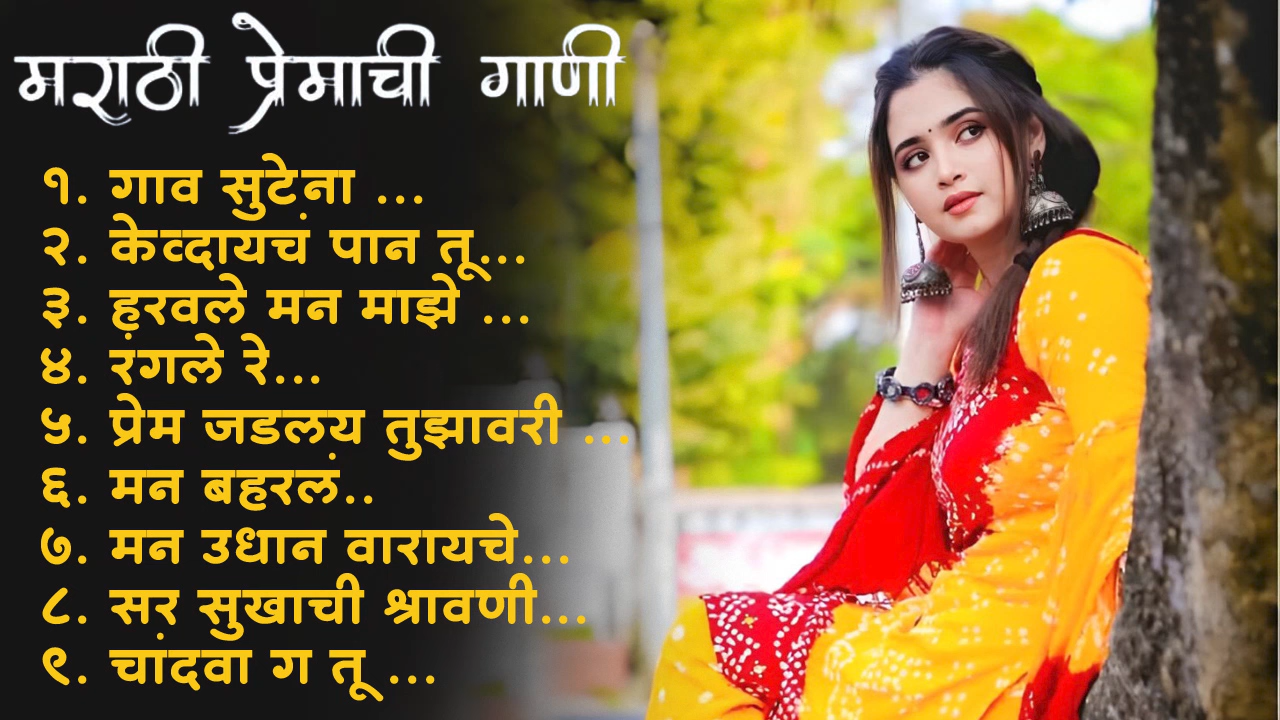 मराठी प्रेमाची गाणी
१. गाव सुटेना ...
२. केव्दायचं पान तू...
३. हरवले मन माझे ...
४. रंगले रे...
५. प्रेम जडलय तुझावरी ...
६. मन बहरलं..
७. मन उधान वारायचे...
८. सर सुखाची श्रावणी...
९. चांदवा ग तू ...